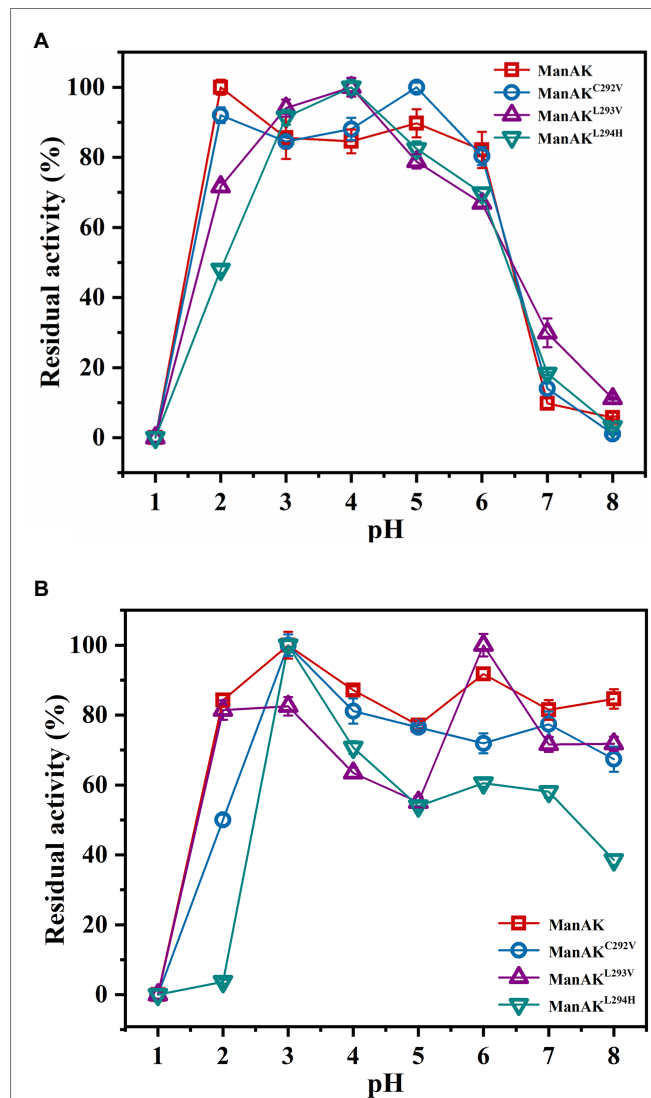 A
100
80
60
40
20
0
Residual activity (%)
ManAK
ManAK^C292V
ManAK^L293V
ManAK^L294H
1 2 3 4 5 6 7 8
pH
B
100
80
60
40
20
0
Residual activity (%)
ManAK
ManAK^C292V
ManAK^L293V
ManAK^L294H
1 2 3 4 5 6 7 8
pH